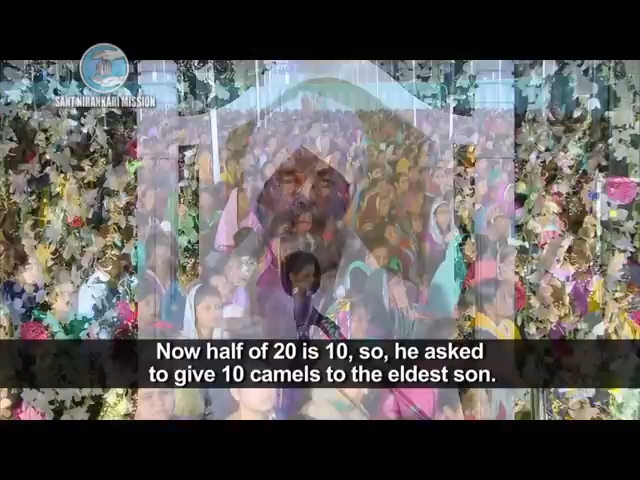 SANT NIRANKARI MISSION
Now half of 20 is 10, so, he asked
to give 10 camels to the eldest son.